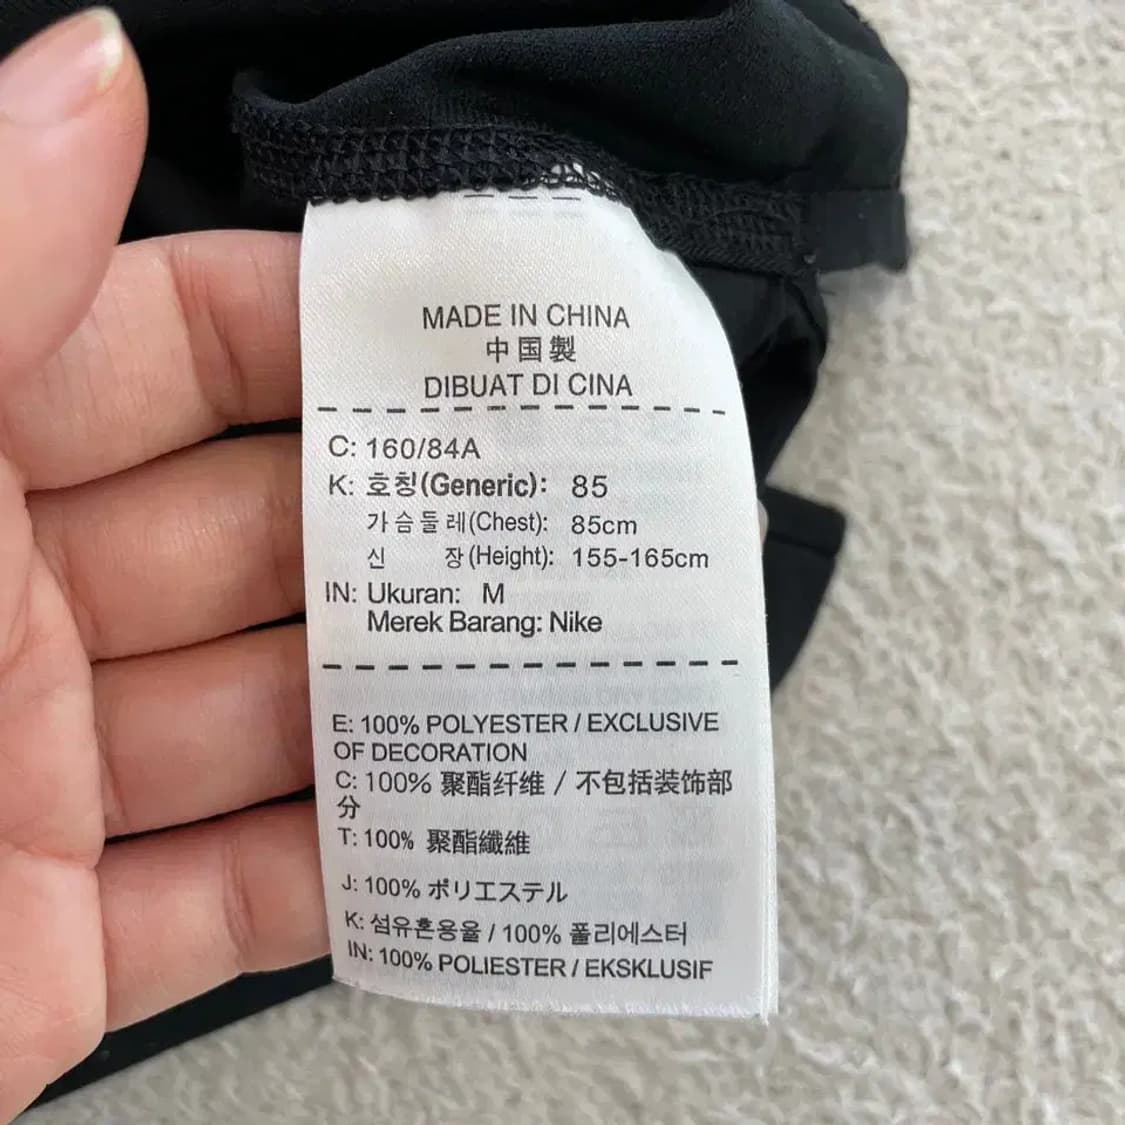 MADE IN CHINA
中国製
DIBUAT DI CINA
C: 160/84A
K: 호칭(Generic): 85
가슴둘레(Chest): 85cm
신 장(Height): 155-165cm
IN: Ukuran: M
Merek Barang: Nike
E: 100% POLYESTER / EXCLUSIVE
OF DECORATION
C: 100% 聚酯纤维 / 不包括装饰部
分
T: 100% 聚酯纖維
J: 100% ポリエステル
K: 섬유혼용율 / 100% 폴리에스터
IN: 100% POLIESTER / EKSKLUSIF